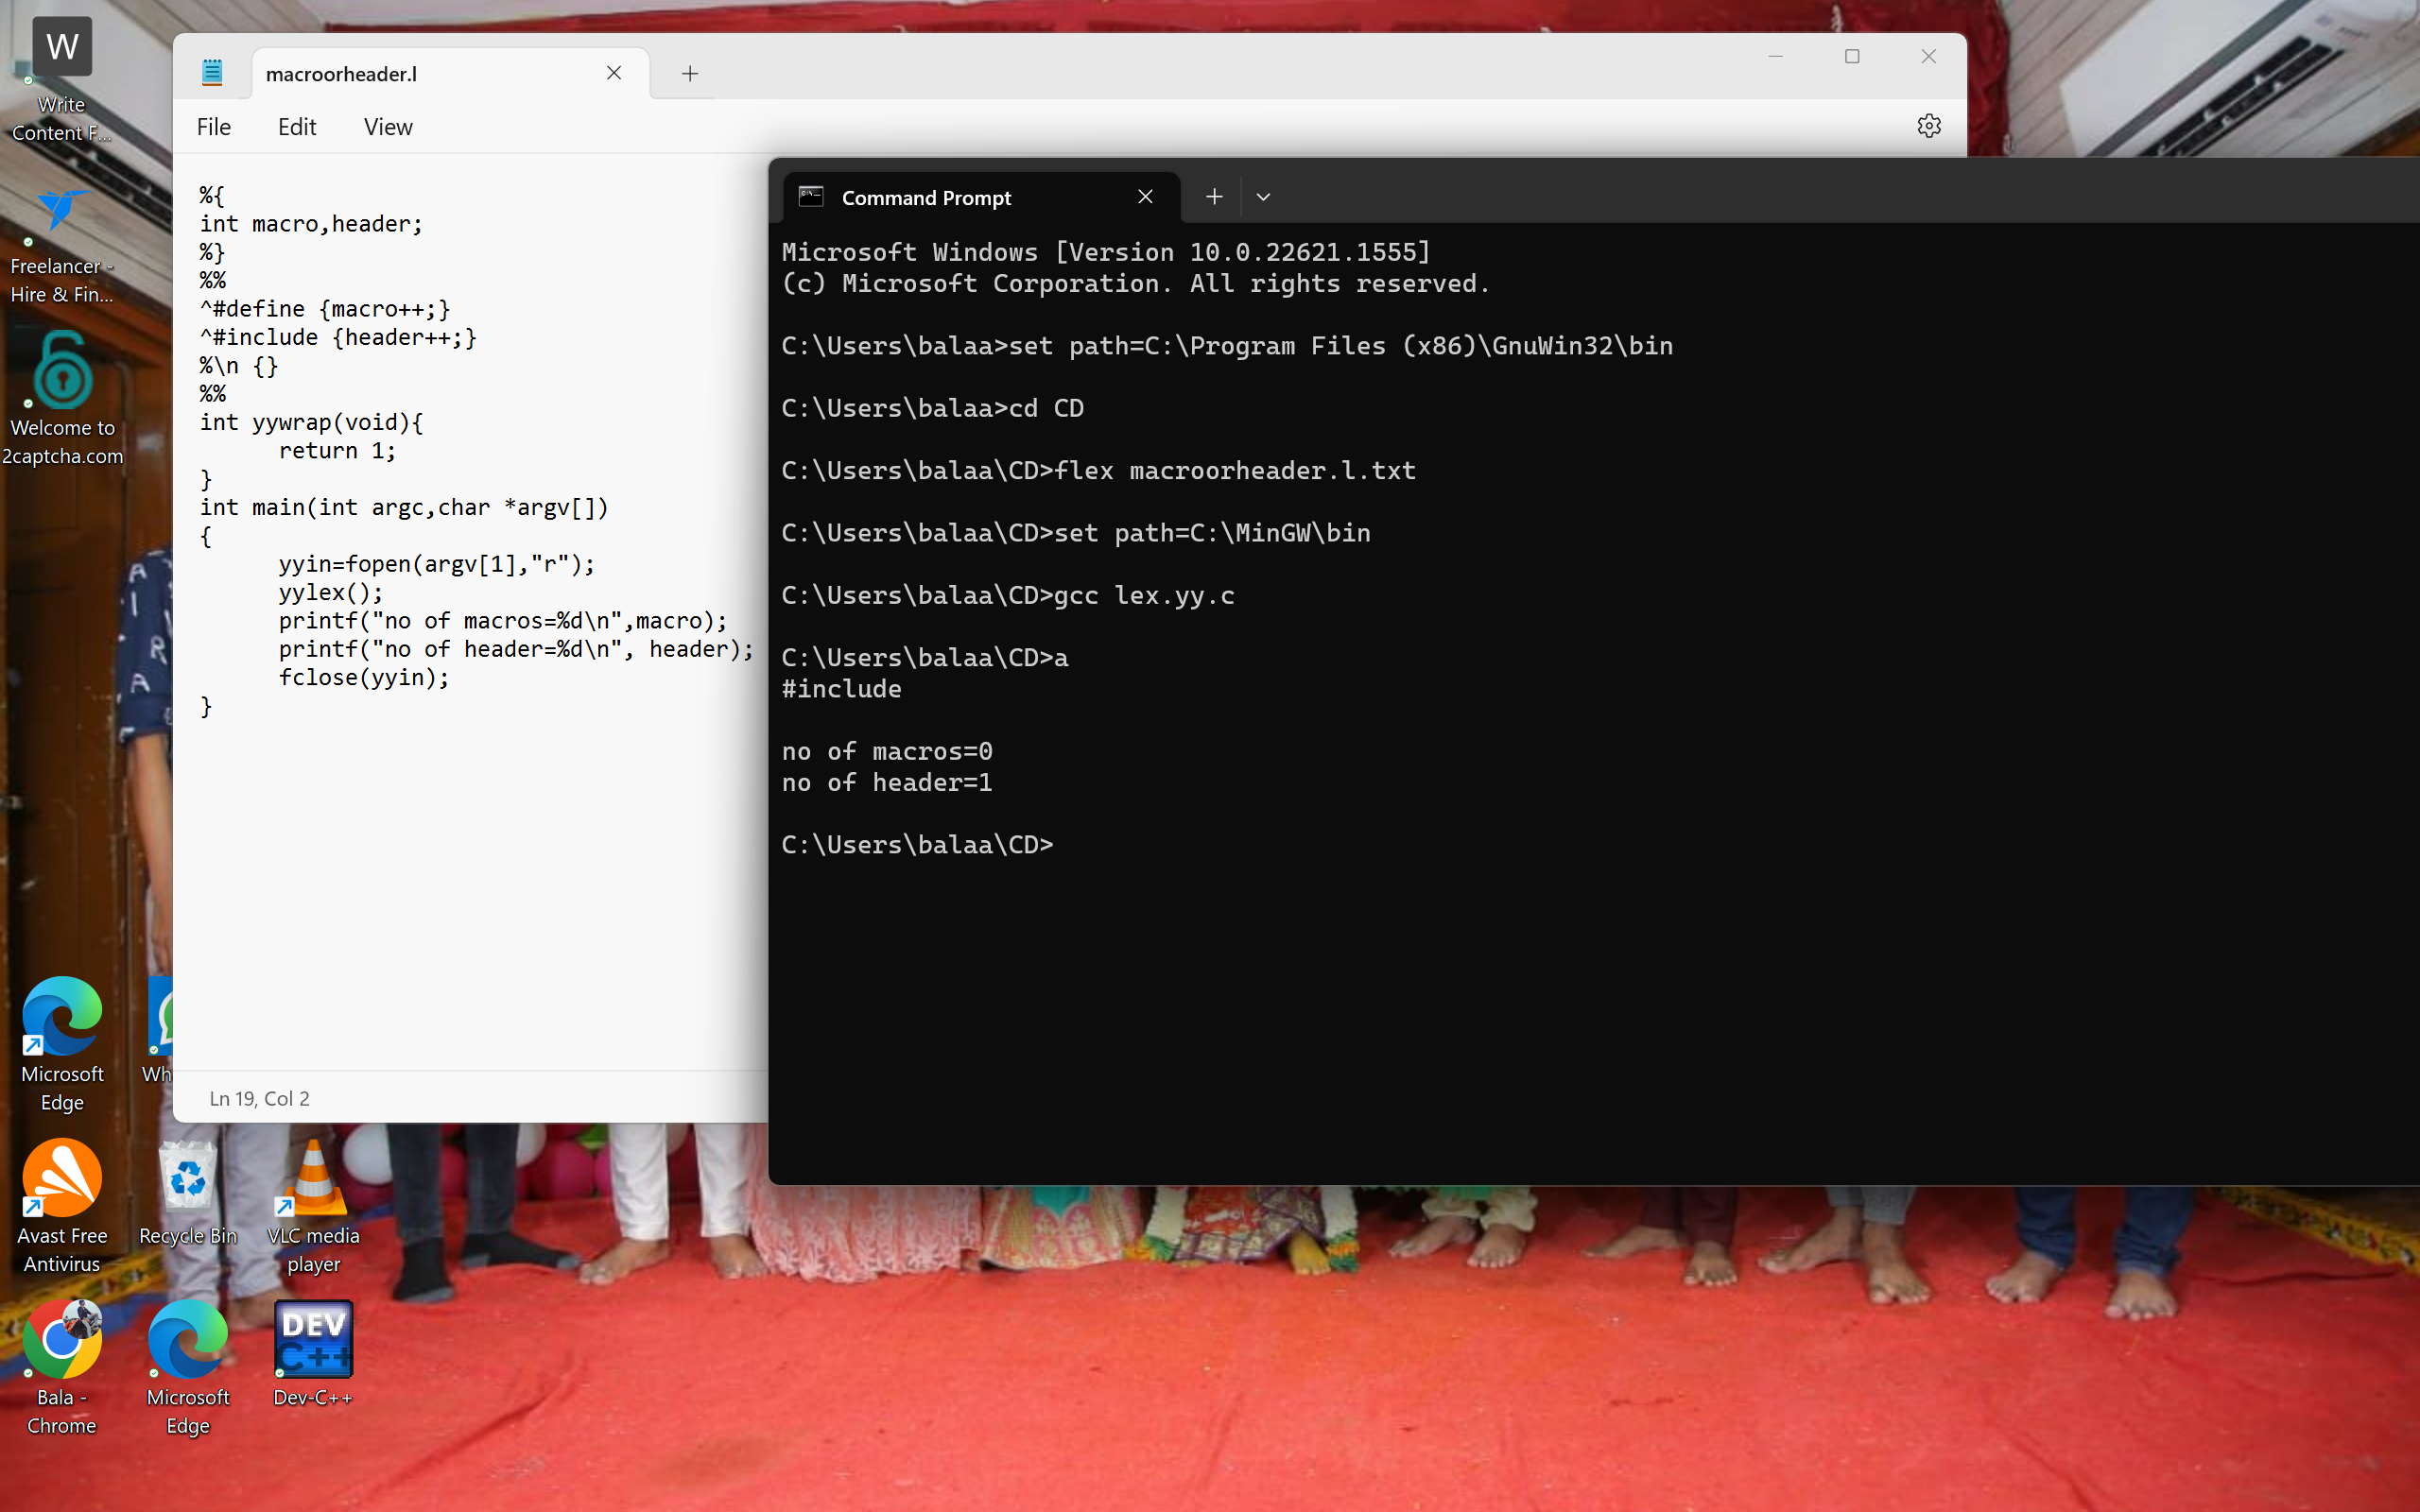 W
Write
Content F...
Freelancer -
Hire & Fin...
Welcome to
2captcha.com
Microsoft
Edge
Wh
Avast Free
Antivirus
Recycle Bin
VLC media
player
Bala -
Chrome
Microsoft
Edge
DEV
C++
Dev-C++
macroorheader.l
File Edit View
%{
int macro,header;
%}
%%
^#define {macro++;}
^#include {header++;}
%\n {}
%%
int yywrap(void){
return 1;
}
int main(int argc,char *argv[])
{
yyin=fopen(argv[1],"r");
yylex();
printf("no of macros=%d\n",macro);
printf("no of header=%d\n", header);
fclose(yyin);
}
Ln 19, Col 2
Command Prompt
Microsoft Windows [Version 10.0.22621.1555]
(c) Microsoft Corporation. All rights reserved.
C:\Users\balaa>set path=C:\Program Files (x86)\GnuWin32\bin
C:\Users\balaa>cd CD
C:\Users\balaa\CD>flex macroorheader.l.txt
C:\Users\balaa\CD>set path=C:\MinGW\bin
C:\Users\balaa\CD>gcc lex.yy.c
C:\Users\balaa\CD>a
#include
no of macros=0
no of header=1
C:\Users\balaa\CD>